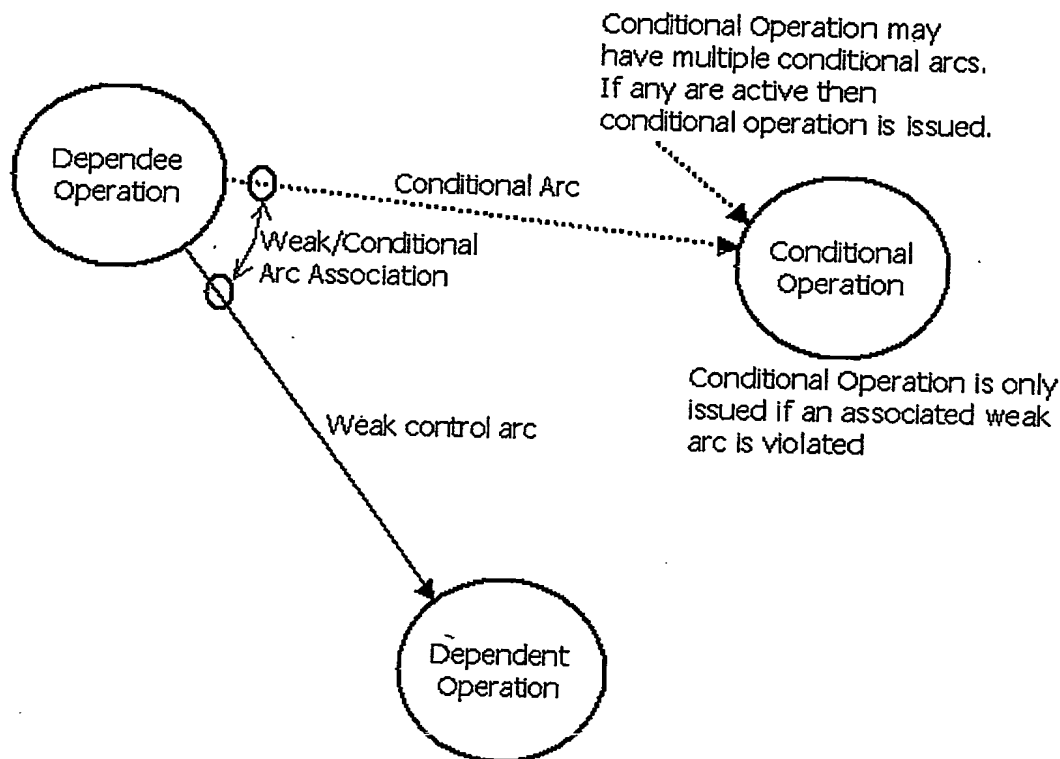 Conditional Operation may
have multiple conditional arcs.
If any are active then
conditional operation is issued.
Dependee
Operation
Conditional Arc
Weak/Conditional
Arc Association
Conditional
Operation
Conditional Operation is only
issued if an associated weak
arc is violated
Weak control arc
Dependent
Operation